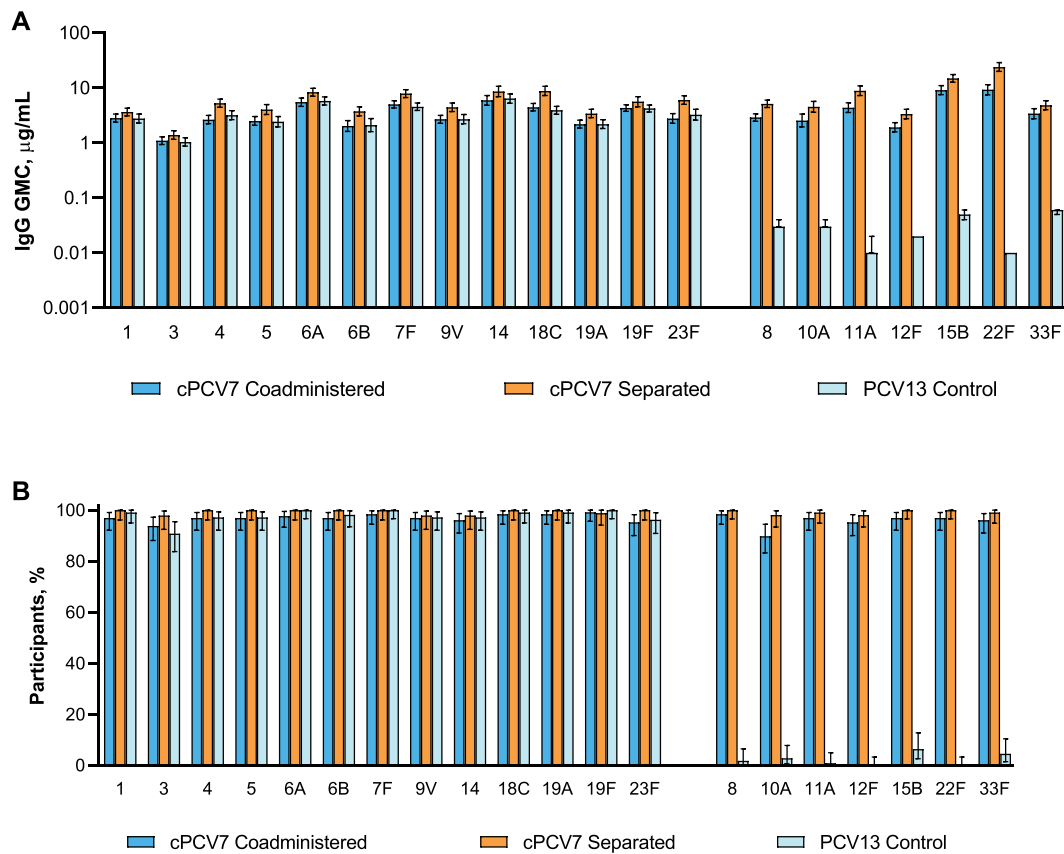 A
IgG GMC, μg/mL
100
10
1
0.1
0.01
0.001
1 3 4 5 6A 6B 7F 9V 14 18C 19A 19F 23F 8 10A 11A 12F 15B 22F 33F
cPCV7 Coadministered cPCV7 Separated PCV13 Control
B
Participants, %
100
80
60
40
20
0
1 3 4 5 6A 6B 7F 9V 14 18C 19A 19F 23F 8 10A 11A 12F 15B 22F 33F
cPCV7 Coadministered cPCV7 Separated PCV13 Control